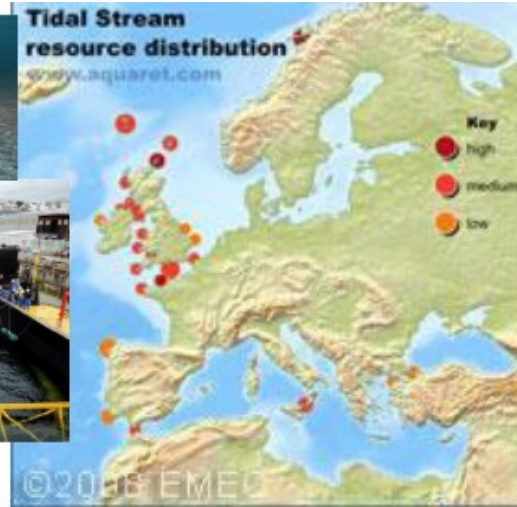 Tidal Stream
resource distribution
www.aquaret.com
Key
high
medium
low
©2008 EMEC